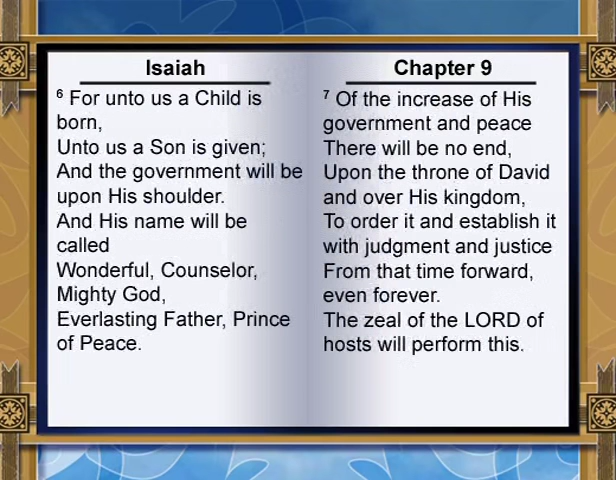 Isaiah
⁶ For unto us a Child is
born,
Unto us a Son is given;
And the government will be
upon His shoulder.
And His name will be
called
Wonderful, Counselor,
Mighty God,
Everlasting Father, Prince
of Peace.
Chapter 9
⁷ Of the increase of His
government and peace
There will be no end,
Upon the throne of David
and over His kingdom,
To order it and establish it
with judgment and justice
From that time forward,
even forever.
The zeal of the LORD of
hosts will perform this.